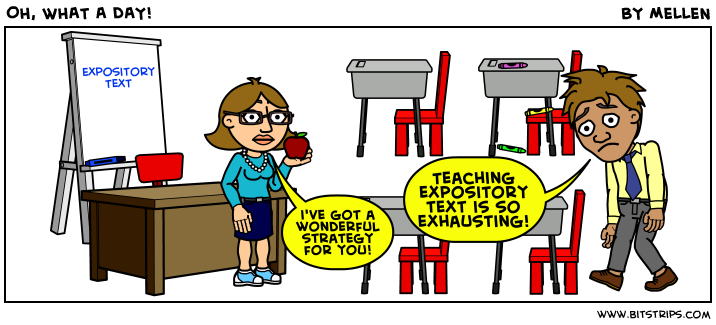 OH, WHAT A DAY!
BY MELLEN
EXPOSITORY
TEXT
I'VE GOT A
WONDERFUL
STRATEGY
FOR YOU!
TEACHING
EXPOSITORY
TEXT IS SO
EXHAUSTING!
WWW.BITSTRIPS.COM